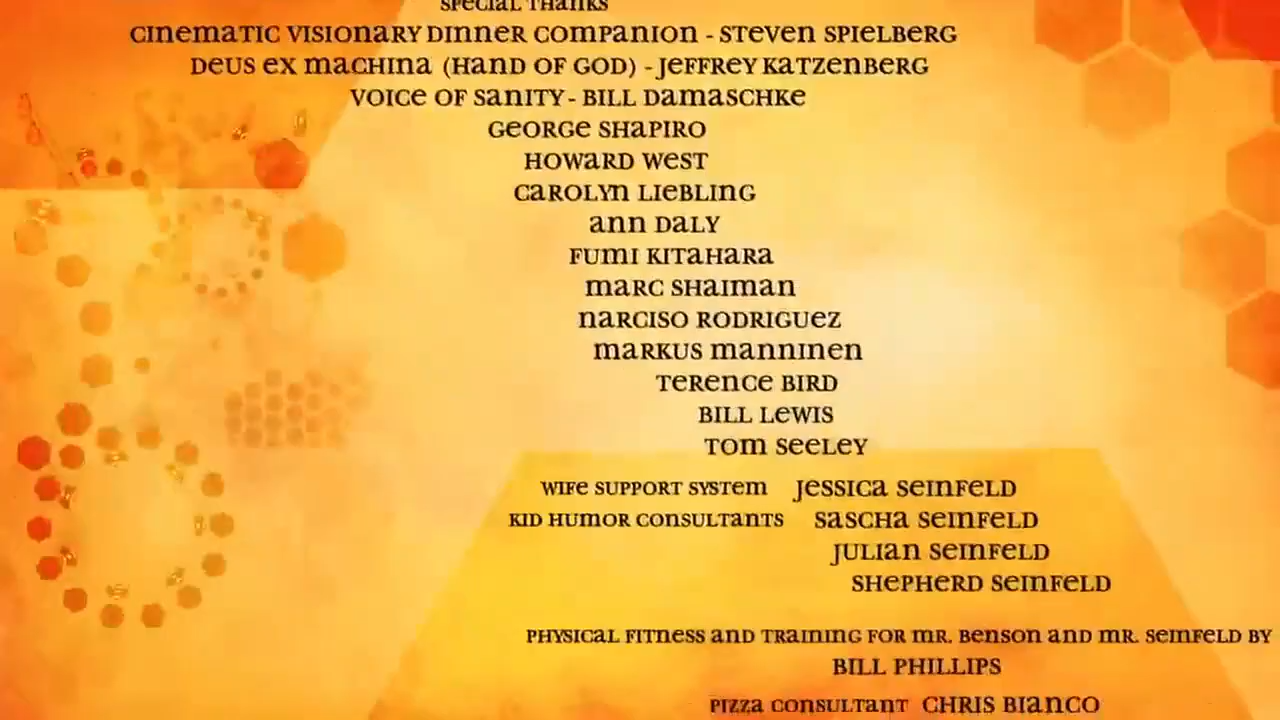 SPECIAL THANKS
CINEMATIC VISIONARY DINNER COMPANION - STEVEN SPIELBERG
DEUS EX MACHINA (HAND OF GOD) - JEFFREY KATZENBERG
VOICE OF SANITY - BILL DAMASCHKE
GEORGE SHAPIRO
HOWARD WEST
CAROLYN LIEBLING
ANN DALY
FUMI KITAHARA
MARC SHAIMAN
NARCISO RODRIGUEZ
MARKUS MANNINEN
TERENCE BIRD
BILL LEWIS
TOM SEELEY
WIFE SUPPORT SYSTEM JESSICA SEINFELD
KID HUMOR CONSULTANTS SASCHA SEINFELD
JULIAN SEINFELD
SHEPHERD SEINFELD
PHYSICAL FITNESS AND TRAINING FOR MR. BENSON AND MR. SEINFELD BY
BILL PHILLIPS
PIZZA CONSULTANT CHRIS BIANCO